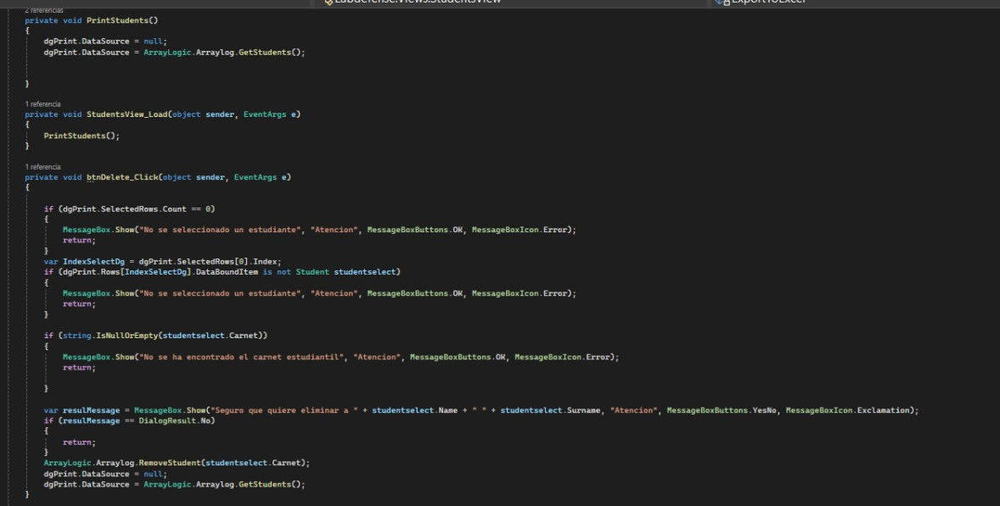 Labdefense.Views.StudentsView
ExportToExcel
2 referencias
private void PrintStudents()
{
dgPrint.DataSource = null;
dgPrint.DataSource = ArrayLogic.Arraylog.GetStudents();
}
1 referencia
private void StudentsView_Load(object sender, EventArgs e)
{
PrintStudents();
}
1 referencia
private void btnDelete_Click(object sender, EventArgs e)
{
if (dgPrint.SelectedRows.Count == 0)
{
MessageBox.Show("No se seleccionado un estudiante", "Atencion", MessageBoxButtons.OK, MessageBoxIcon.Error);
return;
}
var IndexSelectDg = dgPrint.SelectedRows[0].Index;
if (dgPrint.Rows[IndexSelectDg].DataBoundItem is not Student studentselect)
{
MessageBox.Show("No se seleccionado un estudiante", "Atencion", MessageBoxButtons.OK, MessageBoxIcon.Error);
return;
}
if (string.IsNullOrEmpty(studentselect.Carnet))
{
MessageBox.Show("No se ha encontrado el carnet estudiantil", "Atencion", MessageBoxButtons.OK, MessageBoxIcon.Error);
return;
}
var resulMessage = MessageBox.Show("Seguro que quiere eliminar a " + studentselect.Name + " " + studentselect.Surname, "Atencion", MessageBoxButtons.YesNo, MessageBoxIcon.Exclamation);
if (resulMessage == DialogResult.No)
{
return;
}
ArrayLogic.Arraylog.RemoveStudent(studentselect.Carnet);
dgPrint.DataSource = null;
dgPrint.DataSource = ArrayLogic.Arraylog.GetStudents();
}